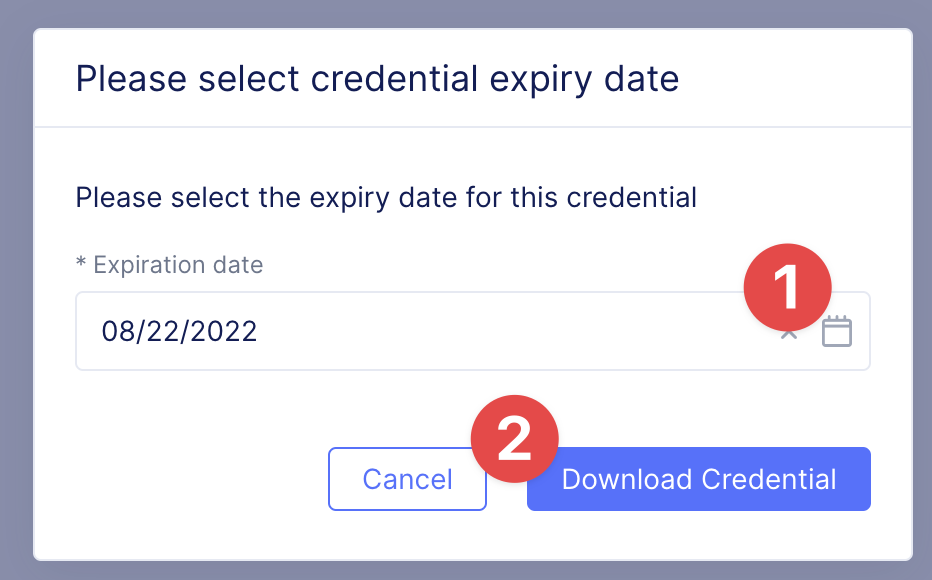 Please select credential expiry date
Please select the expiry date for this credential
* Expiration date
1
08/22/2022
2
Cancel
Download Credential